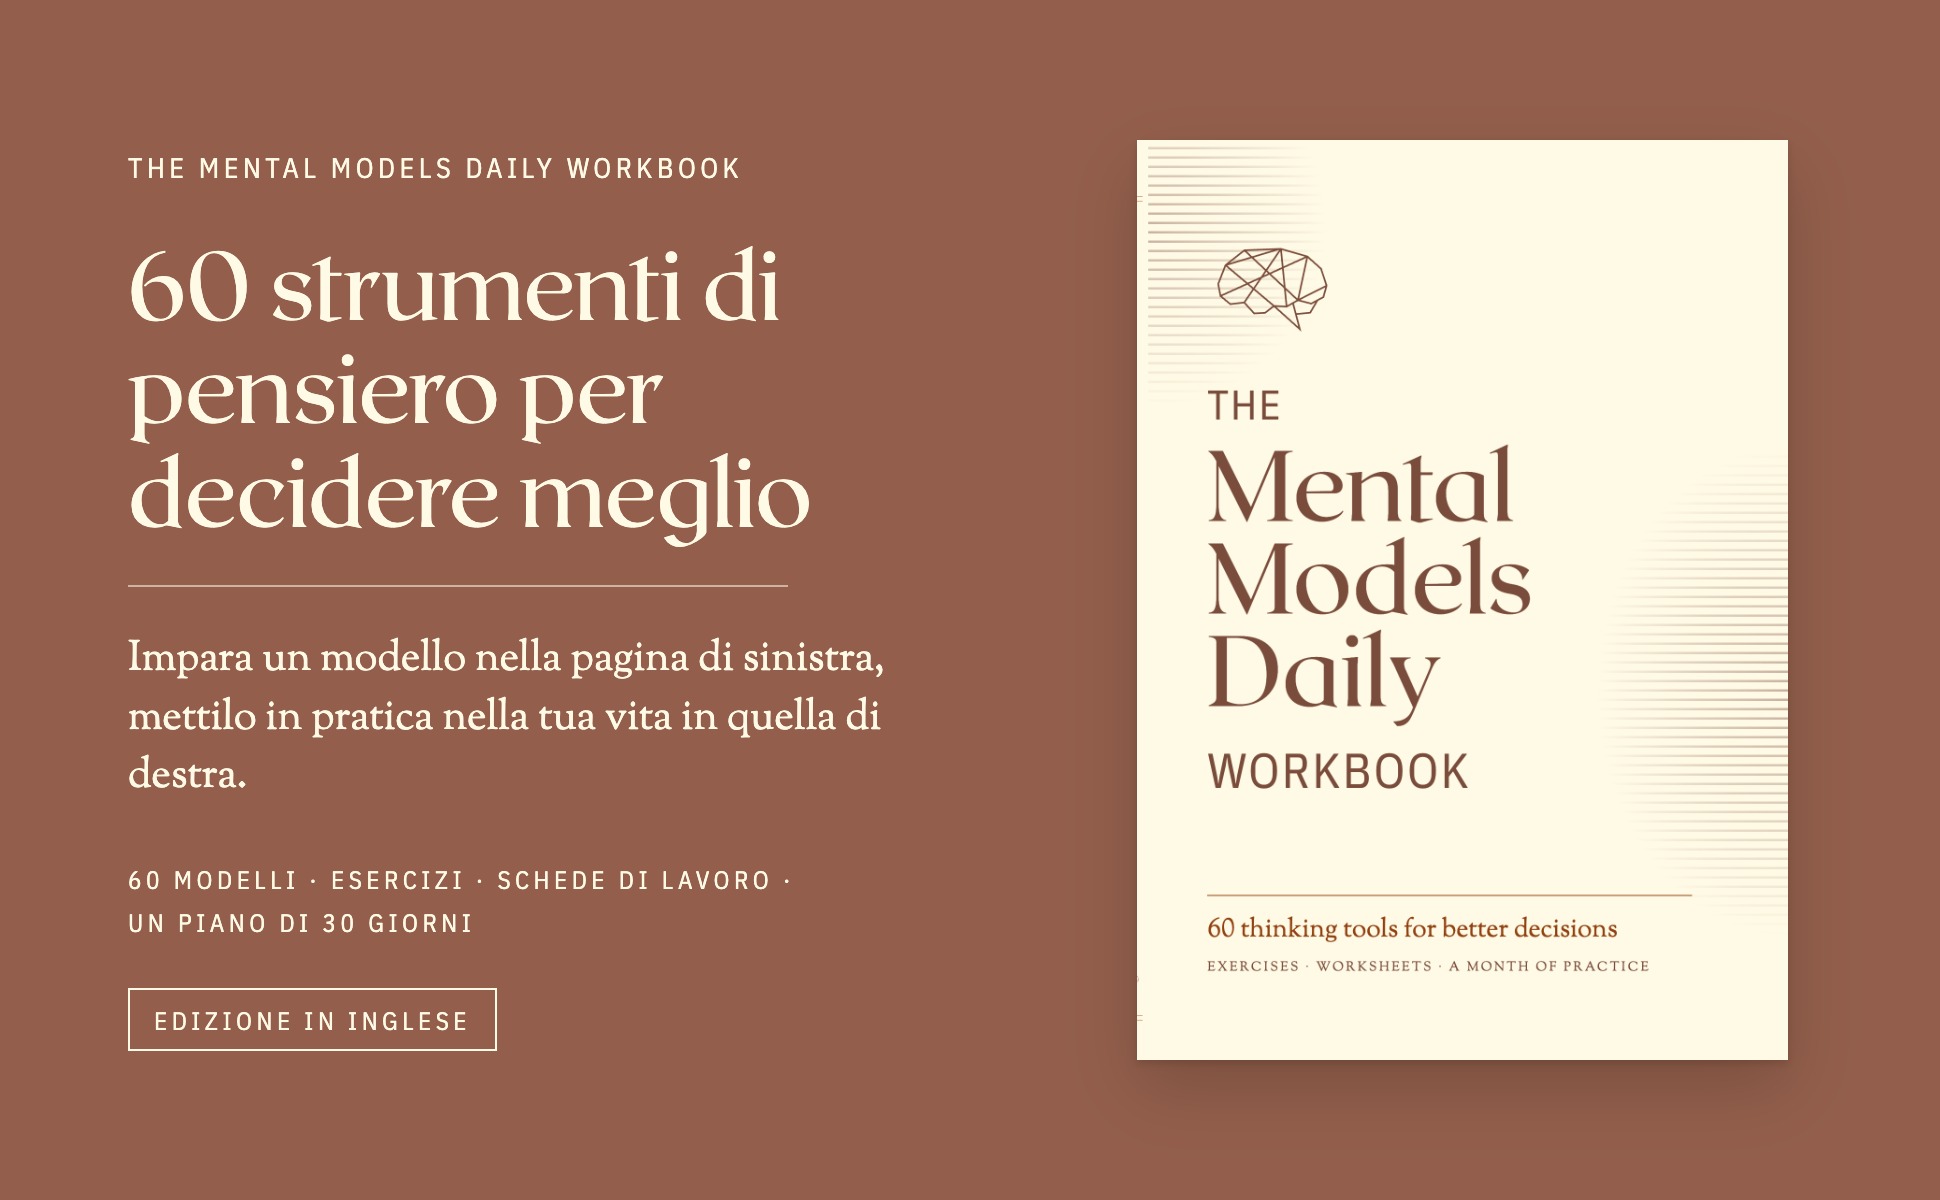 THE MENTAL MODELS DAILY WORKBOOK
60 strumenti di
pensiero per
decidere meglio
Impara un modello nella pagina di sinistra,
mettilo in pratica nella tua vita in quella di
destra.
60 MODELLI · ESERCIZI · SCHEDE DI LAVORO ·
UN PIANO DI 30 GIORNI
EDIZIONE IN INGLESE
THE
Mental
Models
Daily
WORKBOOK
60 thinking tools for better decisions
EXERCISES · WORKSHEETS · A MONTH OF PRACTICE